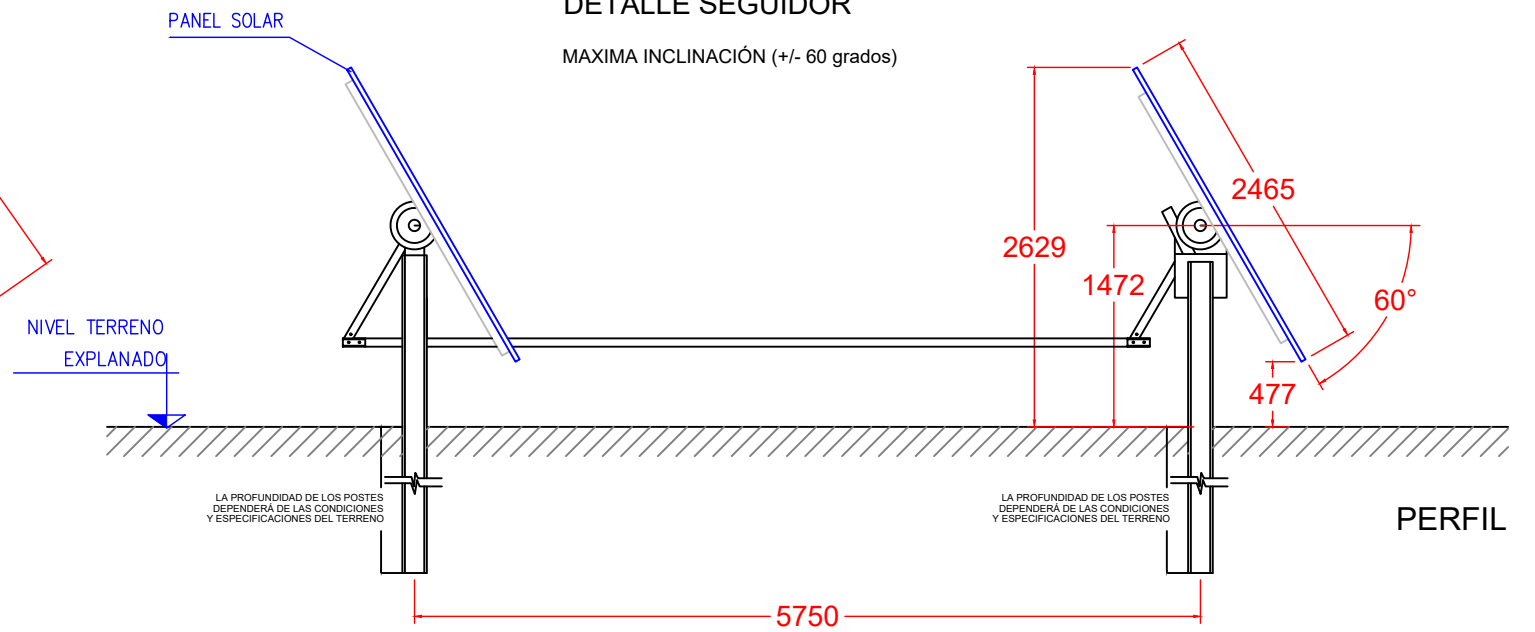 DETALLE SEGUIDOR
PANEL SOLAR
MAXIMA INCLINACIÓN (+/- 60 grados)
2465
2629
1472
60°
NIVEL TERRENO
EXPLANADO
477
LA PROFUNDIDAD DE LOS POSTES
DEPENDERÁ DE LAS CONDICIONES
Y ESPECIFICACIONES DEL TERRENO
LA PROFUNDIDAD DE LOS POSTES
DEPENDERÁ DE LAS CONDICIONES
Y ESPECIFICACIONES DEL TERRENO
PERFIL
5750